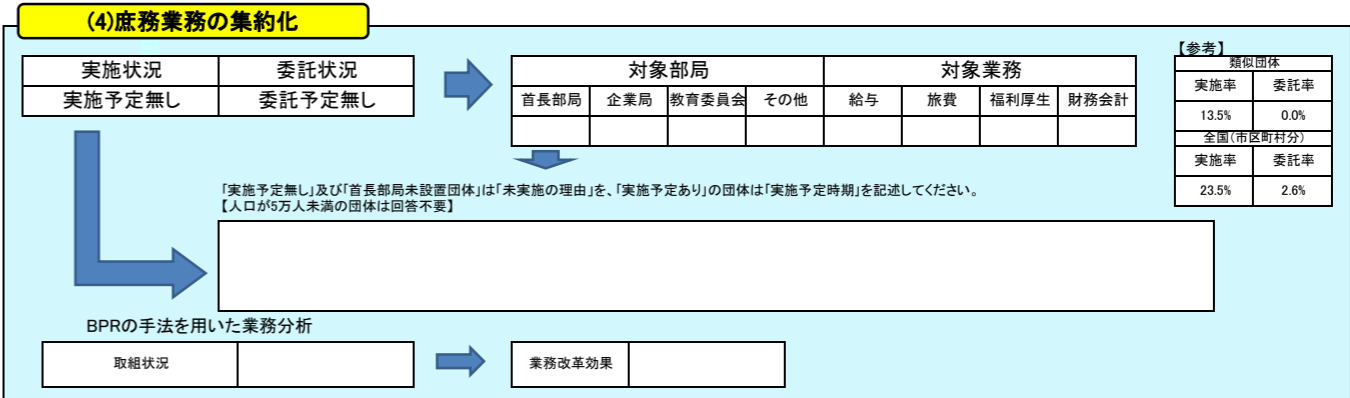 (4)庶務業務の集約化
実施状況 委託状況
実施予定無し 委託予定無し
対象部局 対象業務
首長部局 企業局 教育委員会 その他 給与 旅費 福利厚生 財務会計
【参考】
類似団体
実施率 委託率
13.5% 0.0%
全国(市区町村分)
実施率 委託率
23.5% 2.6%
「実施予定無し」及び「首長部局未設置団体」は「未実施の理由」を、「実施予定あり」の団体は「実施予定時期」を記述してください。
【人口が5万人未満の団体は回答不要】
BPRの手法を用いた業務分析
取組状況
業務改革効果